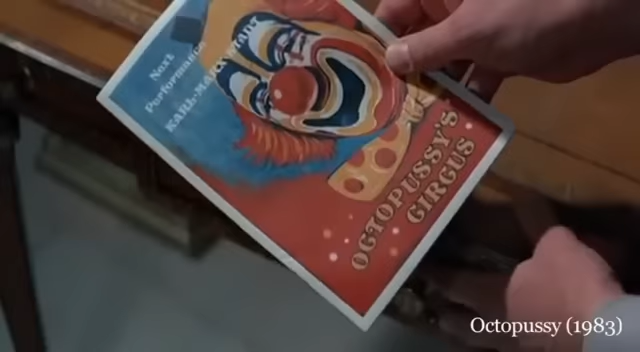 Next
Performance
KARL-MARX-STADT
OCTOPUSSY'S
CIRCUS
Octopussy (1983)